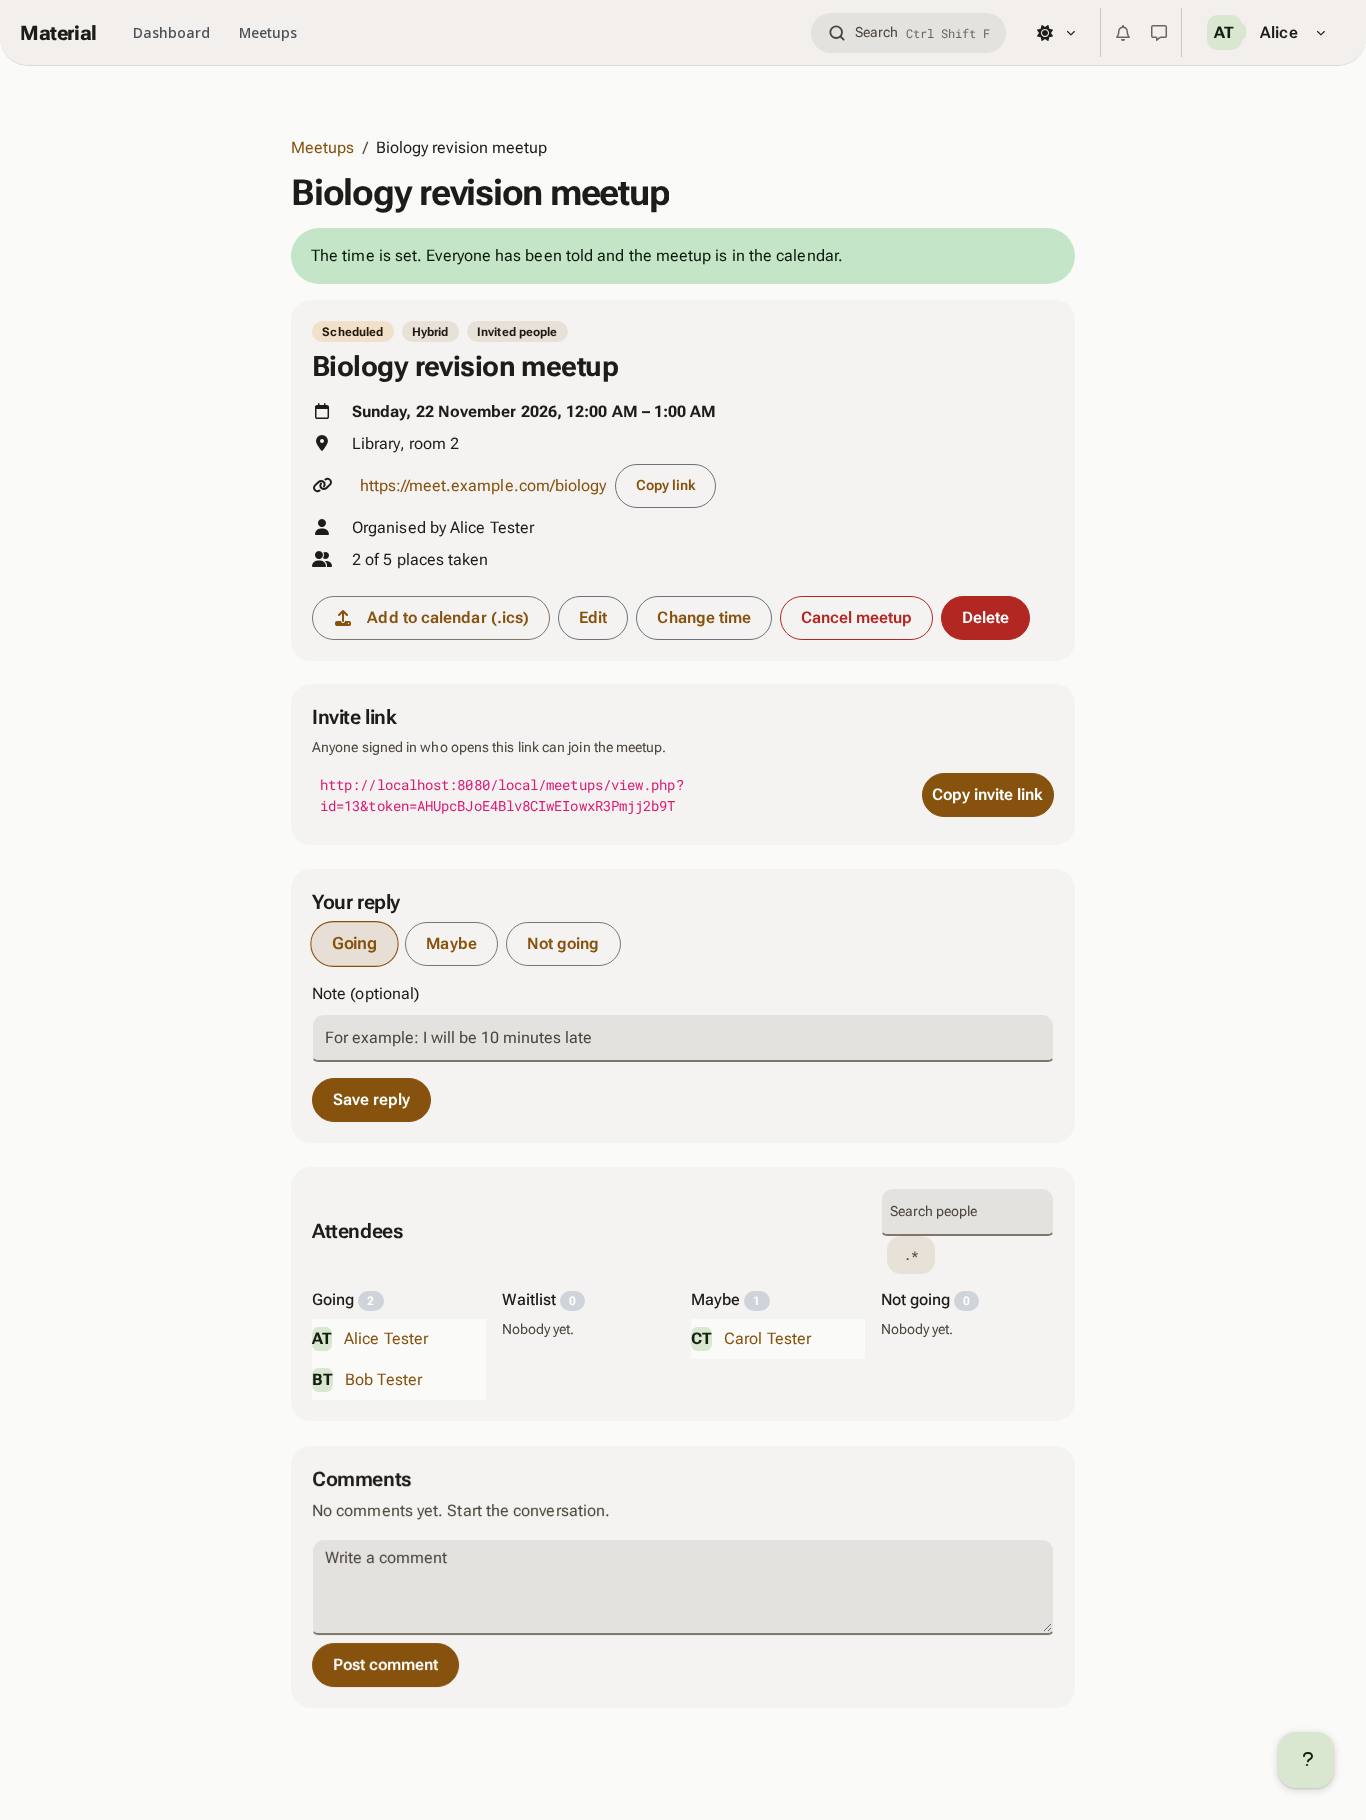 Material
Dashboard
Meetups
Search Ctrl Shift F
AT
Alice
Meetups / Biology revision meetup
Biology revision meetup
The time is set. Everyone has been told and the meetup is in the calendar.
Scheduled
Hybrid
Invited people
Biology revision meetup
Sunday, 22 November 2026, 12:00 AM – 1:00 AM
Library, room 2
https://meet.example.com/biology
Copy link
Organised by Alice Tester
2 of 5 places taken
Add to calendar (.ics)
Edit
Change time
Cancel meetup
Delete
Invite link
Anyone signed in who opens this link can join the meetup.
http://localhost:8080/local/meetups/view.php?
id=13&token=AHUpcBJoE4Blv8CIwEIowxR3Pmjj2b9T
Copy invite link
Your reply
Going
Maybe
Not going
Note (optional)
For example: I will be 10 minutes late
Save reply
Attendees
Search people
.*
Going 2
AT Alice Tester
BT Bob Tester
Waitlist 0
Nobody yet.
Maybe 1
CT Carol Tester
Not going 0
Nobody yet.
Comments
No comments yet. Start the conversation.
Write a comment
Post comment
?